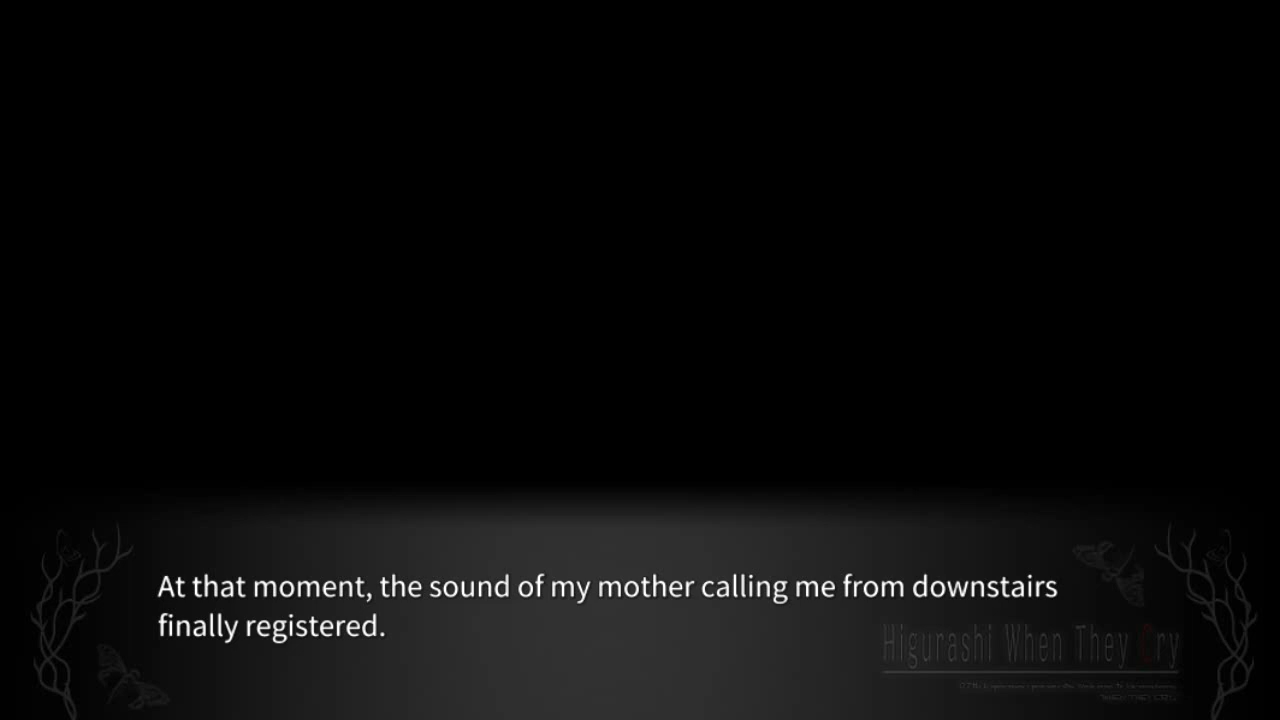 At that moment, the sound of my mother calling me from downstairs
finally registered.
Higurashi When They Cry